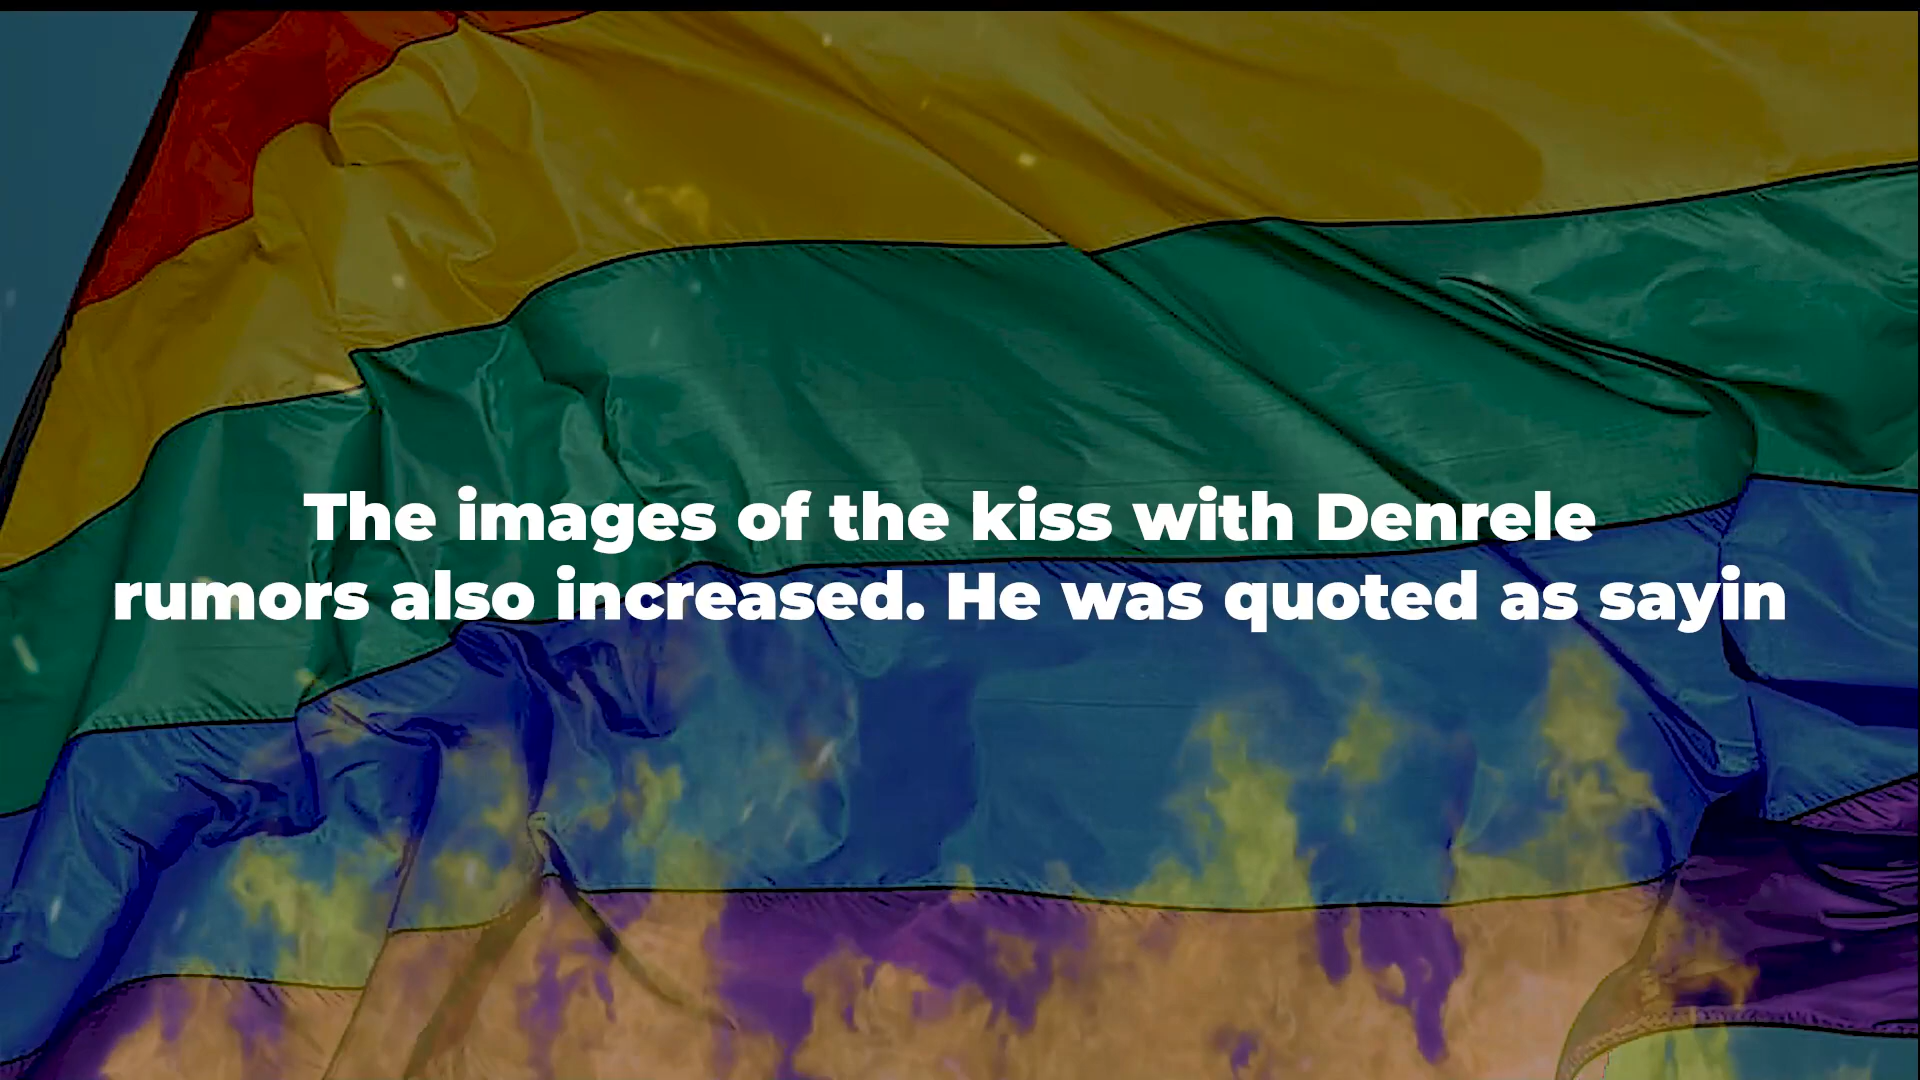 The images of the kiss with Denrele
rumors also increased. He was quoted as sayin